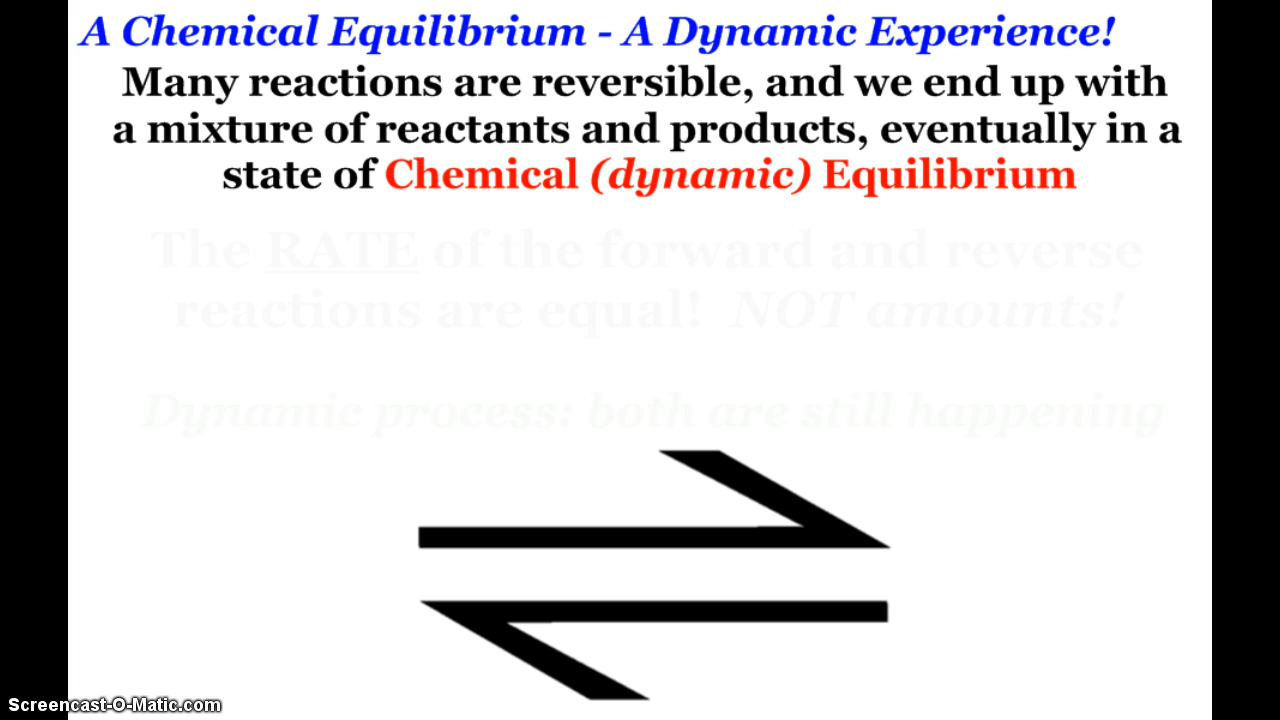 A Chemical Equilibrium - A Dynamic Experience!
Many reactions are reversible, and we end up with
a mixture of reactants and products, eventually in a
state of Chemical (dynamic) Equilibrium
The RATE of the forward and reverse
reactions are equal! NOT amounts!
Dynamic process: both are still happening
Screencast-O-Matic.com